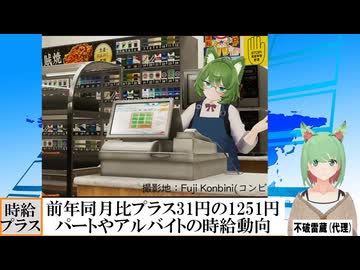 撮影地：Fuji Konbini(コンビ
時給
プラス
前年同月比プラス31円の1251円
パートやアルバイトの時給動向
不破雷蔵(代理)